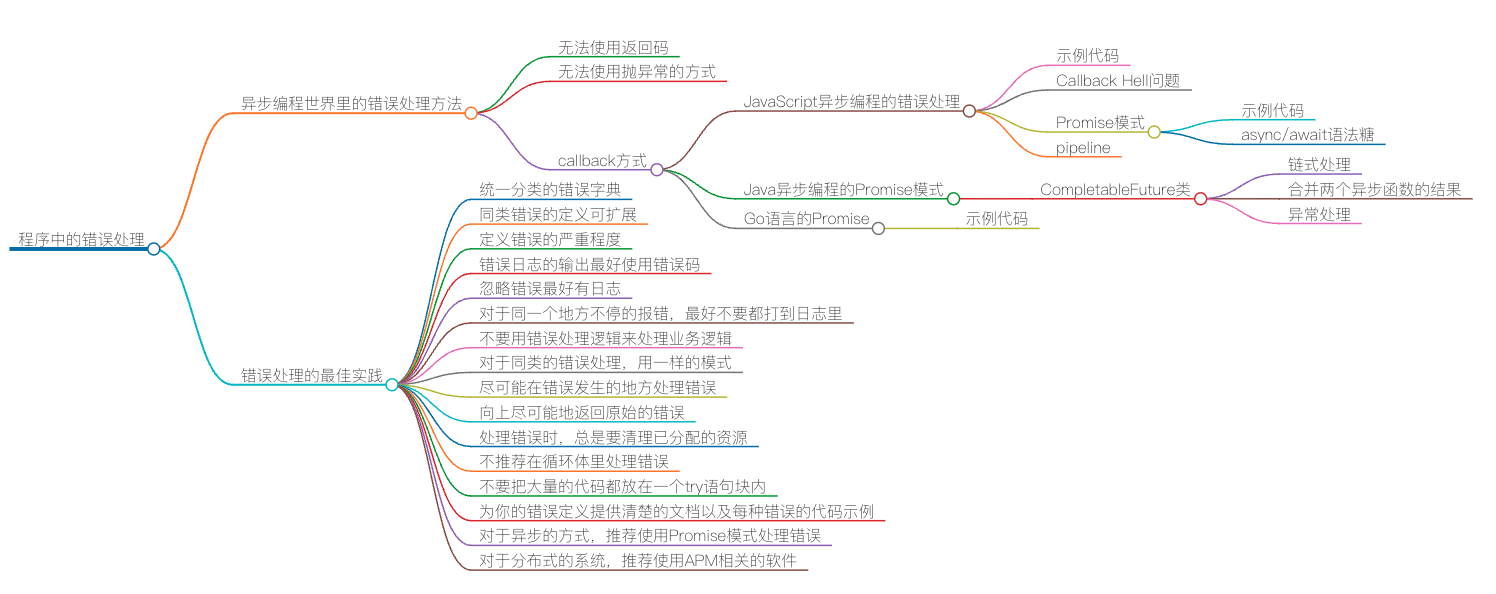 程序中的错误处理
异步编程世界里的错误处理方法
无法使用返回码
无法使用抛异常的方式
callback方式
JavaScript异步编程的错误处理
示例代码
Callback Hell问题
Promise模式
示例代码
async/await语法糖
pipeline
Java异步编程的Promise模式
CompletableFuture类
链式处理
合并两个异步函数的结果
异常处理
Go语言的Promise
示例代码
错误处理的最佳实践
统一分类的错误字典
同类错误的定义可扩展
定义错误的严重程度
错误日志的输出最好使用错误码
忽略错误最好有日志
对于同一个地方不停的报错，最好不要都打到日志里
不要用错误处理逻辑来处理业务逻辑
对于同类的错误处理，用一样的模式
尽可能在错误发生的地方处理错误
向上尽可能地返回原始的错误
处理错误时，总是要清理已分配的资源
不推荐在循环体里处理错误
不要把大量的代码都放在一个try语句块内
为你的错误定义提供清楚的文档以及每种错误的代码示例
对于异步的方式，推荐使用Promise模式处理错误
对于分布式的系统，推荐使用APM相关的软件